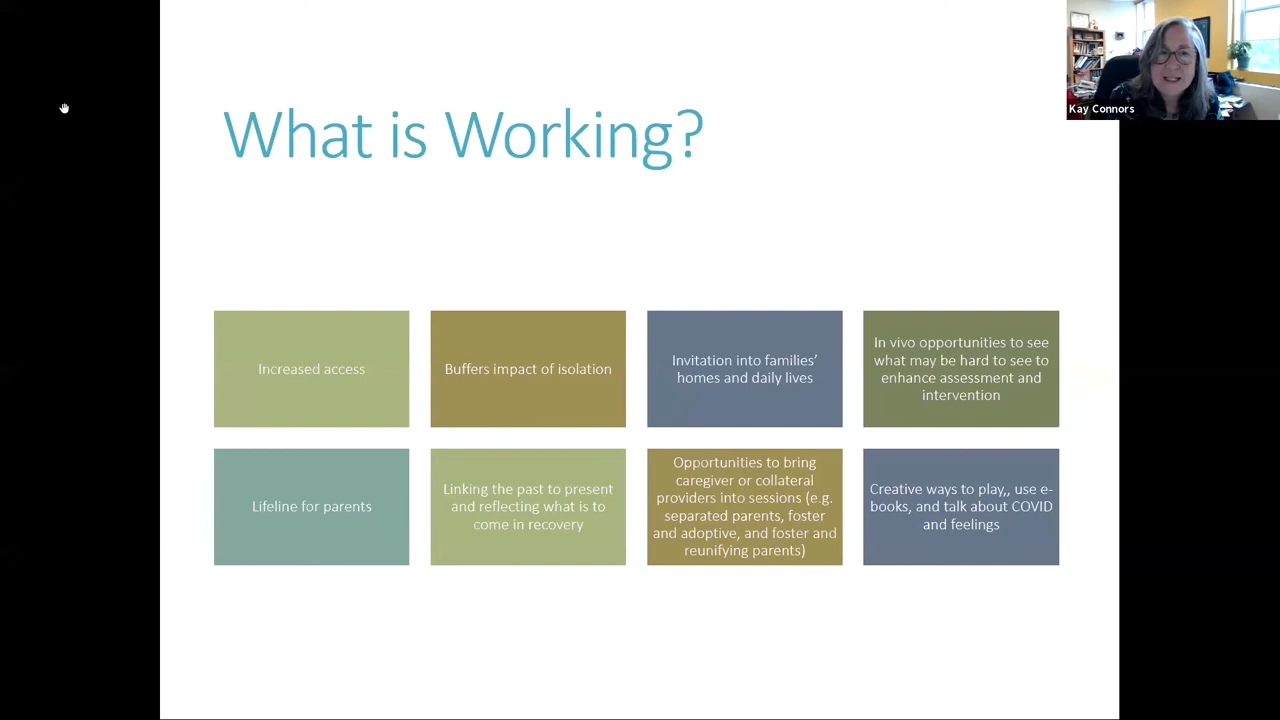 Kay Connors
What is Working?
Increased access
Buffers impact of isolation
Invitation into families’
homes and daily lives
In vivo opportunities to see
what may be hard to see to
enhance assessment and
intervention
Lifeline for parents
Linking the past to present
and reflecting what is to
come in recovery
Opportunities to bring
caregiver or collateral
providers into sessions (e.g.
separated parents, foster
and adoptive, and foster and
reunifying parents)
Creative ways to play,, use e-
books, and talk about COVID
and feelings